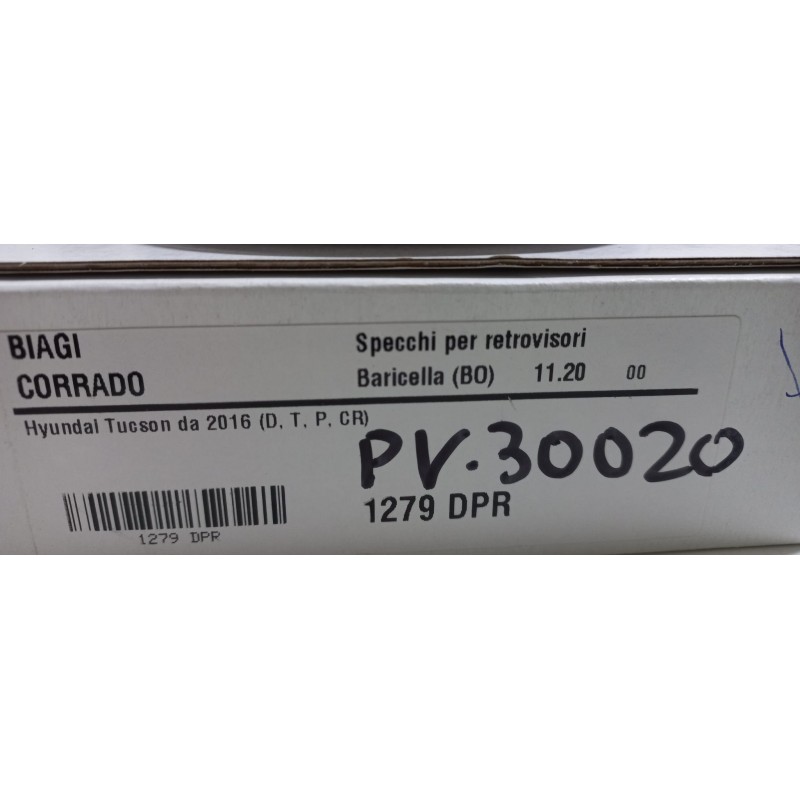 BIAGI
CORRADO
Specchi per retrovisori
Baricella (BO) 11.20 00
Hyundai Tucson da 2016 (D, T, P, CR)
PV.30020
1279 DPR
1279 DPR